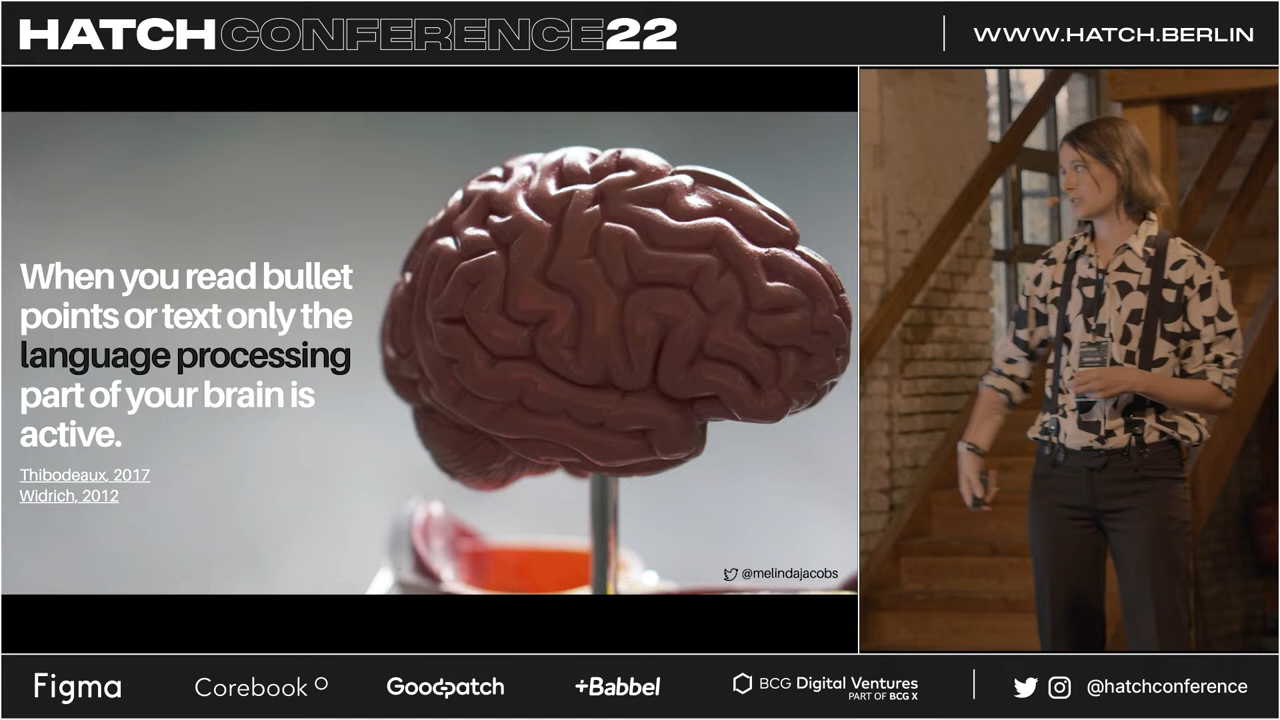 HATCHCONFERENCE22
WWW.HATCH.BERLIN
When you read bullet
points or text only the
language processing
part of your brain is
active.
Thibodeaux, 2017
Widrich, 2012
@melindajacobs
Figma
Corebook
Goodpatch
+Babbel
BCG Digital Ventures
PART OF BCG X
@hatchconference